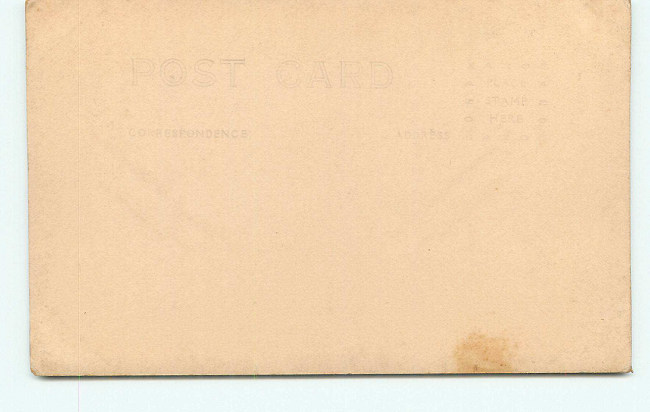 POST CARD
PLACE
STAMP
HERE
CORRESPONDENCE
ADDRESS